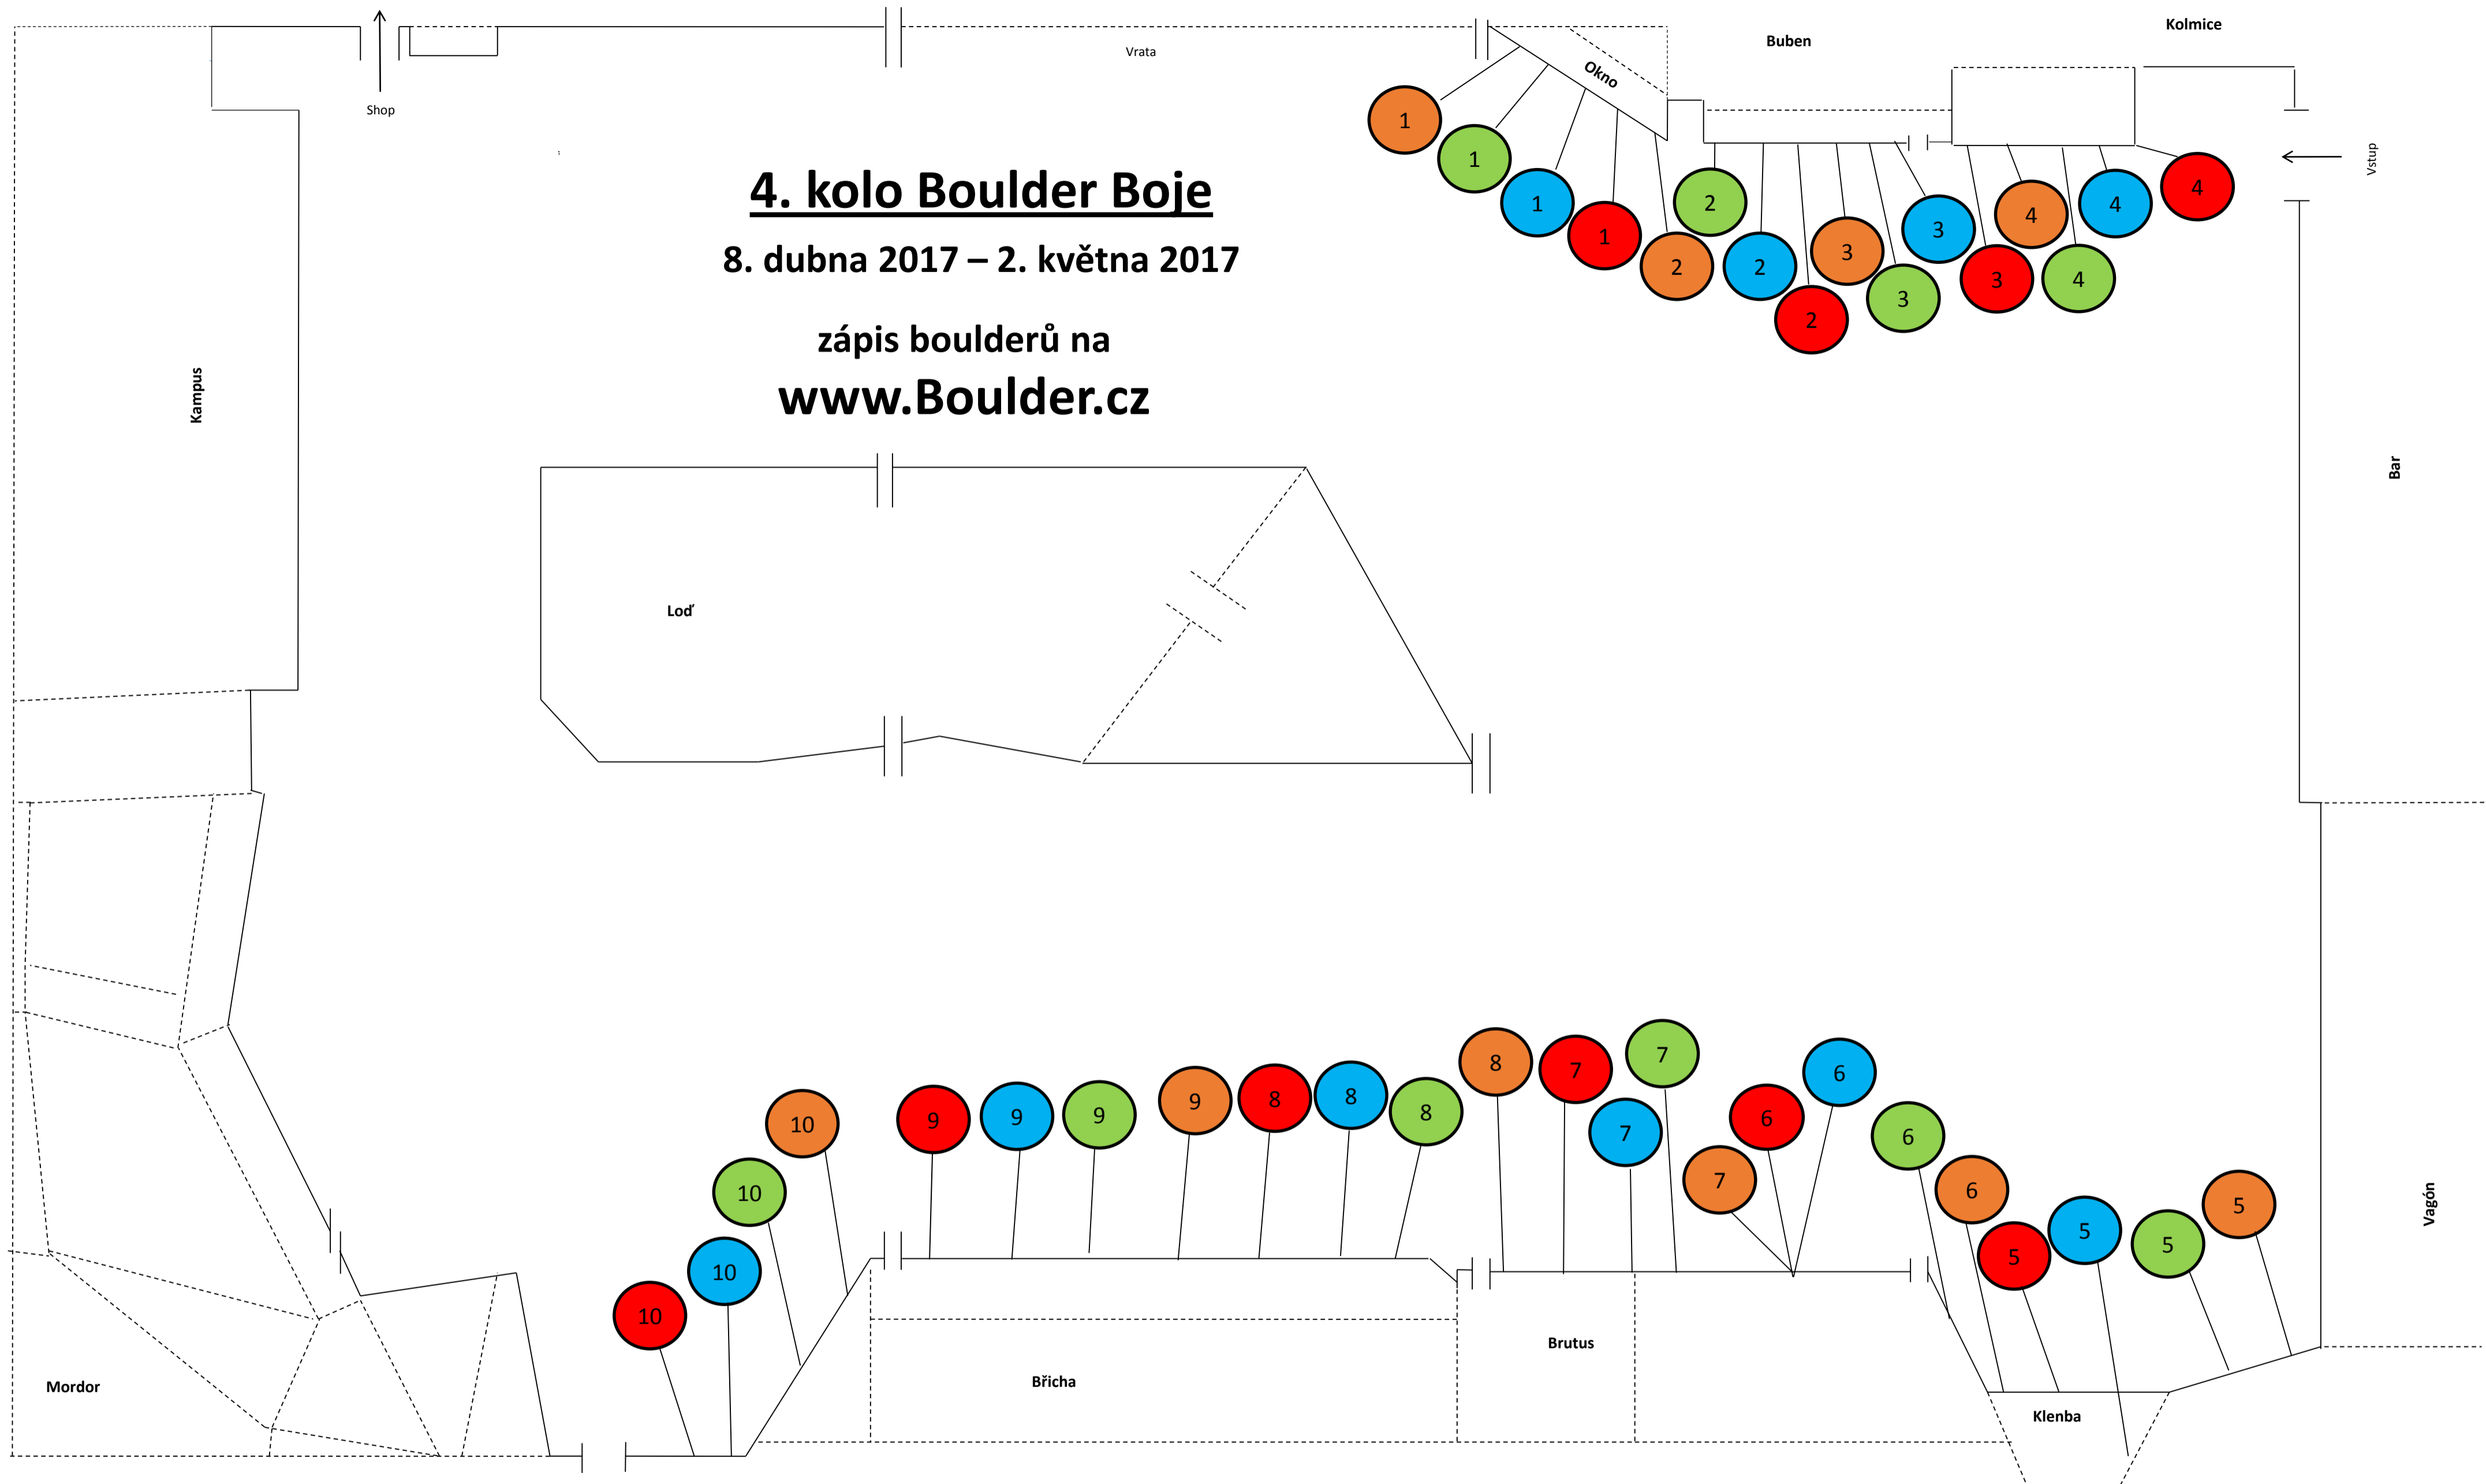 Kolmice
Buben
Vrata
Okno
Shop
1
1
1
1
2
2
2
2
3
3
3
3
4
4
4
4
Vstup
4. kolo Boulder Boje
8. dubna 2017 – 2. května 2017
zápis boulderů na
www.Boulder.cz
Kampus
Bar
Loď
8
7
7
7
6
6
7
6
6
5
5
5
5
9
9
9
9
8
8
8
10
10
10
10
Vagón
Brutus
Břicha
Mordor
Klenba